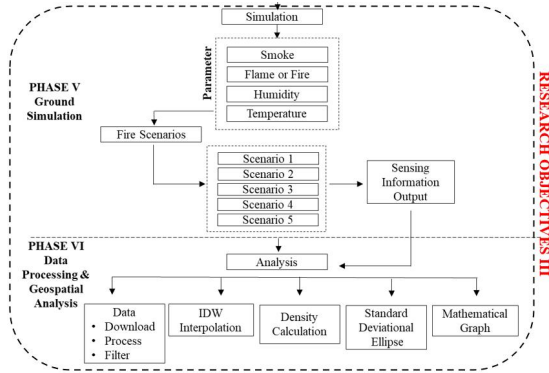 Simulation
Parameter
Smoke
Flame or Fire
Humidity
Temperature
PHASE V
Ground
Simulation
Fire Scenarios
Scenario 1
Scenario 2
Scenario 3
Scenario 4
Scenario 5
Sensing
Information
Output
RESEARCH OBJECTIVES III
PHASE VI
Data
Processing &
Geospatial
Analysis
Analysis
Data
• Download
• Process
• Filter
IDW
Interpolation
Density
Calculation
Standard
Deviational
Ellipse
Mathematical
Graph